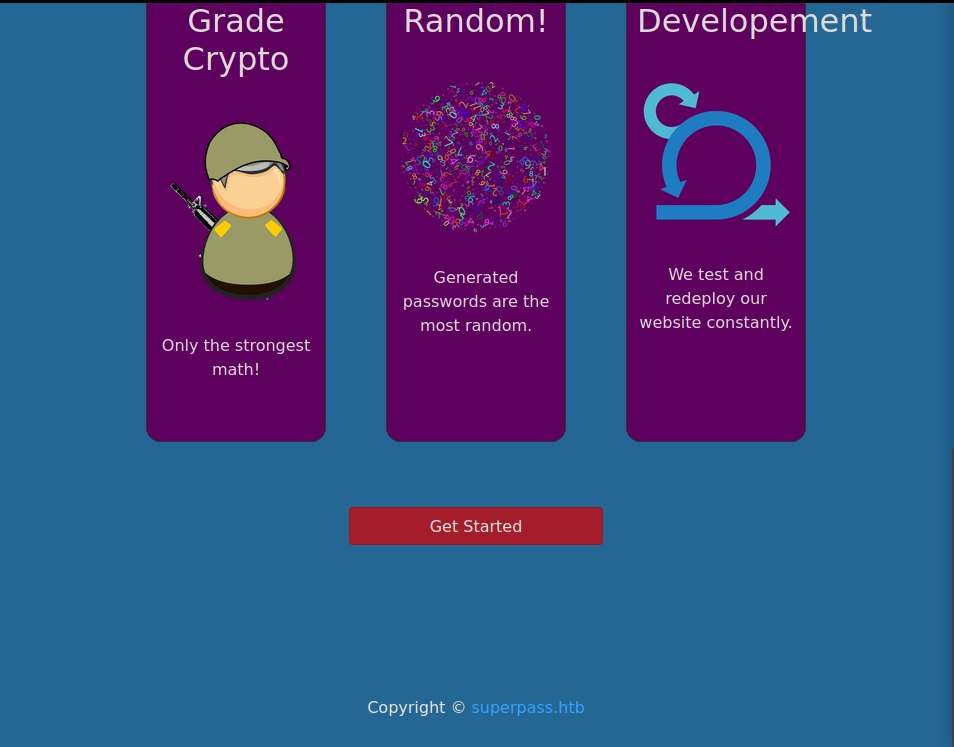 Grade
Crypto
Only the strongest
math!
Random!
Generated
passwords are the
most random.
Developement
We test and
redeploy our
website constantly.
Get Started
Copyright © superpass.htb